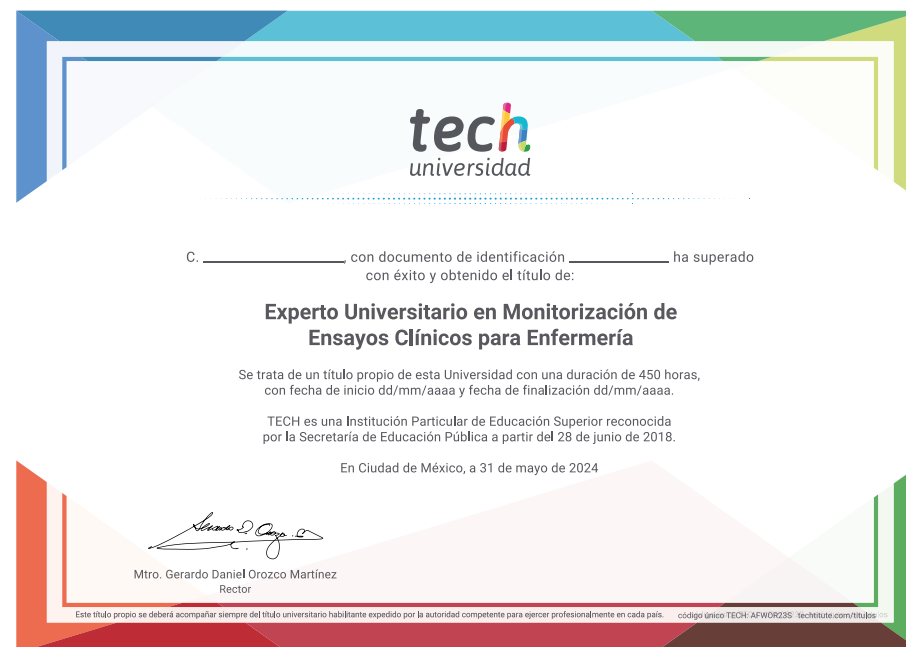 tech
universidad
C. ____________, con documento de identificación ____________ ha superado
con éxito y obtenido el título de:
Experto Universitario en Monitorización de
Ensayos Clínicos para Enfermería
Se trata de un título propio de esta Universidad con una duración de 450 horas,
con fecha de inicio dd/mm/aaaa y fecha de finalización dd/mm/aaaa.
TECH es una Institución Particular de Educación Superior reconocida
por la Secretaría de Educación Pública a partir del 28 de junio de 2018.
En Ciudad de México, a 31 de mayo de 2024
Mtro. Gerardo Daniel Orozco Martínez
Rector
Este título propio se deberá acompañar siempre del título universitario habilitante expedido por la autoridad competente para ejercer profesionalmente en cada país. código único TECH: AFWOR23S techtitute.com/titulos